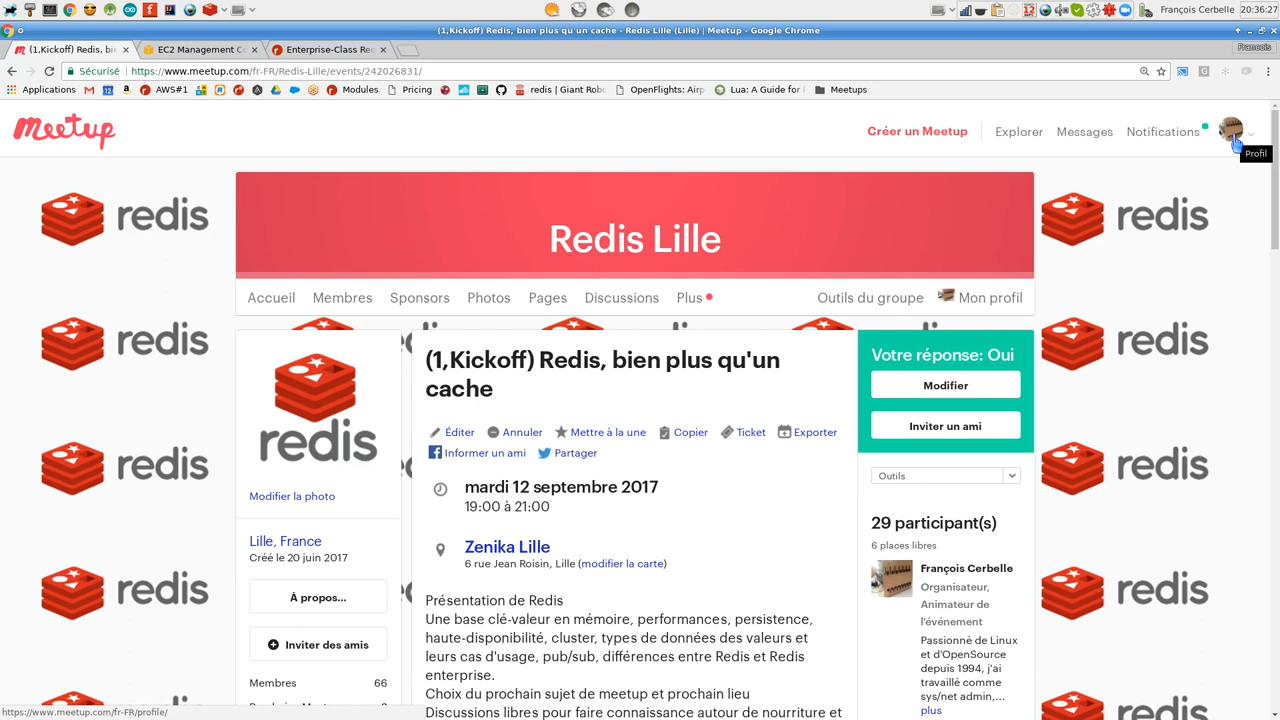 François Cerbelle
20:36:27
(1,Kickoff) Redis, bien plus qu'un cache - Redis Lille (Lille) | Meetup - Google Chrome
(1,Kickoff) Redis, bi
EC2 Management Co
Enterprise-Class Re
Francois
Sécurisé
https://www.meetup.com/fr-FR/Redis-Lille/events/242026831/
Applications
AWS#1
Modules
Pricing
redis | Giant Rob
OpenFlights: Airp
Lua: A Guide for
Meetups
Meetup
Créer un Meetup
Explorer
Messages
Notifications
Profil
redis
redis
Redis Lille
Accueil
Membres
Sponsors
Photos
Pages
Discussions
Plus
Outils du groupe
Mon profil
redis
redis
redis
Modifier la photo
Lille, France
Créé le 20 juin 2017
À propos...
Inviter des amis
Membres 66
(1,Kickoff) Redis, bien plus qu'un
cache
Éditer
Annuler
Mettre à la une
Copier
Ticket
Exporter
Informer un ami
Partager
mardi 12 septembre 2017
19:00 à 21:00
Zenika Lille
6 rue Jean Roisin, Lille (modifier la carte)
Présentation de Redis
Une base clé-valeur en mémoire, performances, persistence,
haute-disponibilité, cluster, types de données des valeurs et
leurs cas d'usage, pub/sub, différences entre Redis et Redis
enterprise.
Choix du prochain sujet de meetup et prochain lieu
Discussions libres pour faire connaissance autour de nourriture et
Votre réponse: Oui
Modifier
Inviter un ami
Outils
29 participant(s)
6 places libres
François Cerbelle
Organisateur,
Animateur de
l'événement
Passionné de Linux
et d'OpenSource
depuis 1994, j'ai
travaillé comme
sys/net admin,...
plus
redis
redis
redis
redis
https://www.meetup.com/fr-FR/profile/